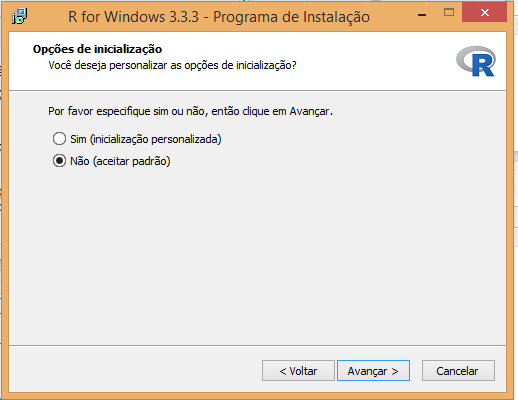 R for Windows 3.3.3 - Programa de Instalação
Opções de inicialização
Você deseja personalizar as opções de inicialização?
R
Por favor especifique sim ou não, então clique em Avançar.
Sim (inicialização personalizada)
Não (aceitar padrão)
< Voltar
Avançar >
Cancelar